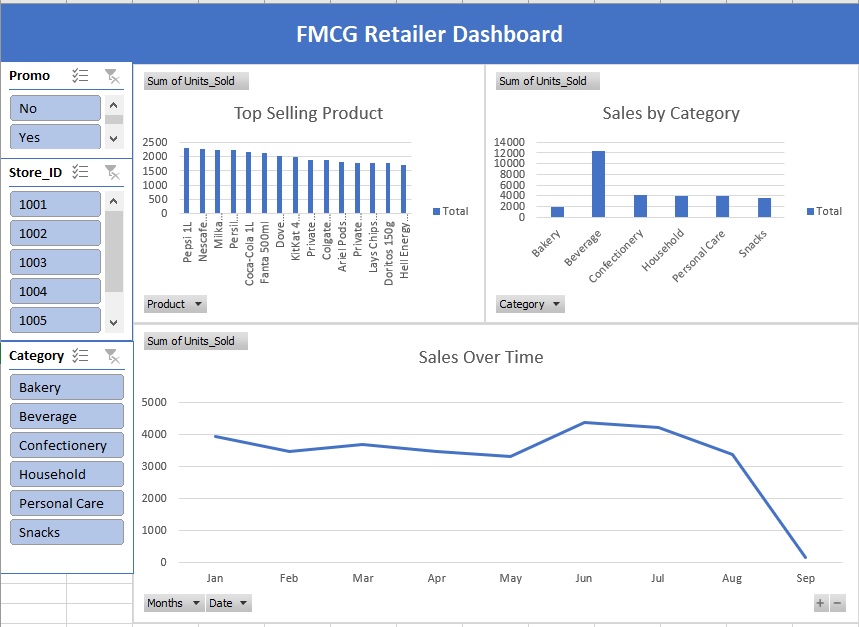 FMCG Retailer Dashboard
Promo
No
Yes
Store_ID
1001
1002
1003
1004
1005
Category
Bakery
Beverage
Confectionery
Household
Personal Care
Snacks
Sum of Units_Sold
Top Selling Product
2500
2000
1500
1000
500
0
Pepsi 1L
Nescafe...
Milka...
Persil...
Coca-Cola 1L
Fanta 500ml
Dove...
KitKat 4...
Private...
Colgate...
Ariel Pods...
Private...
Lays Chips...
Doritos 150g
Hell Energy...
Total
Product
Sum of Units_Sold
Sales by Category
14000
12000
10000
8000
6000
4000
2000
0
Bakery
Beverage
Confectionery
Household
Personal Care
Snacks
Total
Category
Sum of Units_Sold
Sales Over Time
5000
4000
3000
2000
1000
0
Jan Feb Mar Apr May Jun Jul Aug Sep
Months Date
+ −